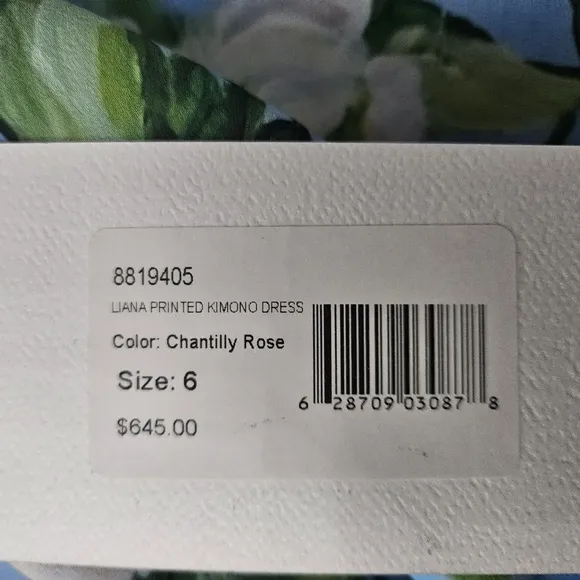 8819405
LIANA PRINTED KIMONO DRESS
Color: Chantilly Rose
Size: 6
$645.00
6 28709 03087 8